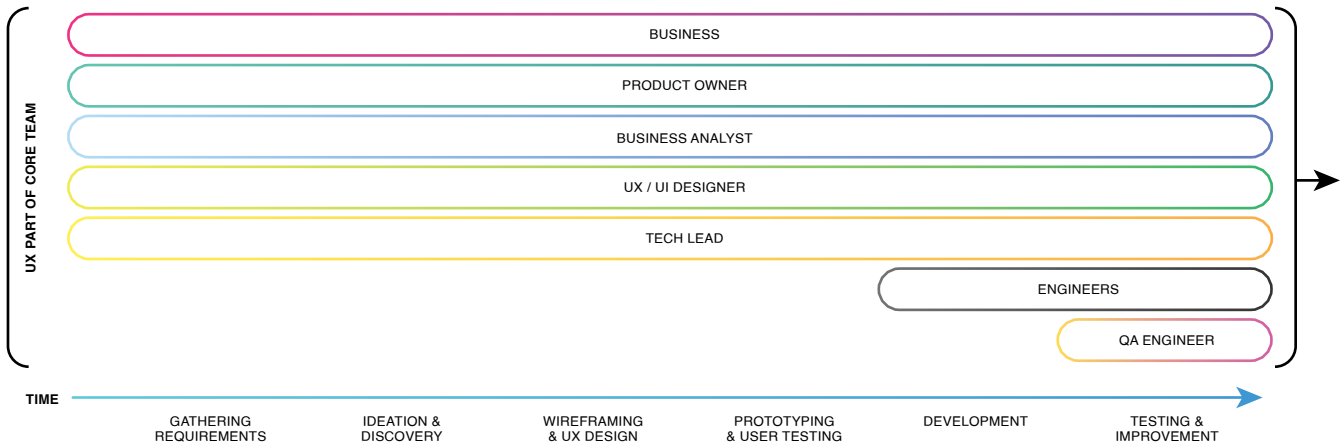 UX PART OF CORE TEAM
BUSINESS
PRODUCT OWNER
BUSINESS ANALYST
UX / UI DESIGNER
TECH LEAD
ENGINEERS
QA ENGINEER
TIME
GATHERING
REQUIREMENTS
IDEATION &
DISCOVERY
WIREFRAMING
& UX DESIGN
PROTOTYPING
& USER TESTING
DEVELOPMENT
TESTING &
IMPROVEMENT